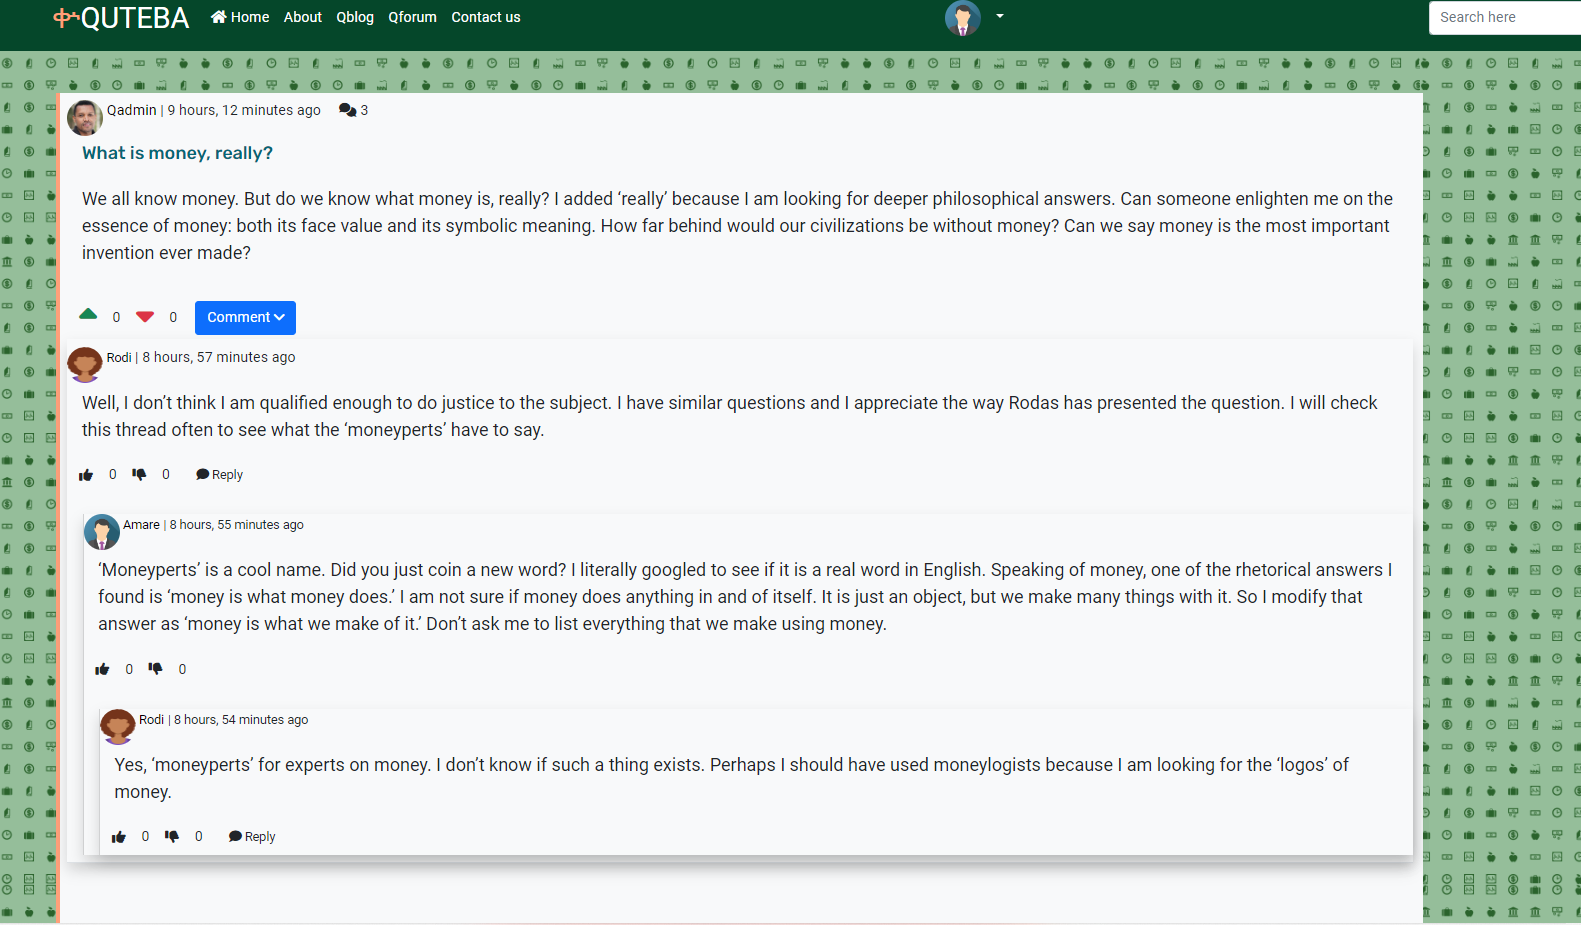 QUTEBA
Home About Qblog Qforum Contact us
Search here
Qadmin | 9 hours, 12 minutes ago 3
What is money, really?
We all know money. But do we know what money is, really? I added ‘really’ because I am looking for deeper philosophical answers. Can someone enlighten me on the
essence of money: both its face value and its symbolic meaning. How far behind would our civilizations be without money? Can we say money is the most important
invention ever made?
0 0 Comment
Rodi | 8 hours, 57 minutes ago
Well, I don’t think I am qualified enough to do justice to the subject. I have similar questions and I appreciate the way Rodas has presented the question. I will check
this thread often to see what the ‘moneyperts’ have to say.
0 0 Reply
Amare | 8 hours, 55 minutes ago
‘Moneyperts’ is a cool name. Did you just coin a new word? I literally googled to see if it is a real word in English. Speaking of money, one of the rhetorical answers I
found is ‘money is what money does.’ I am not sure if money does anything in and of itself. It is just an object, but we make many things with it. So I modify that
answer as ‘money is what we make of it.’ Don’t ask me to list everything that we make using money.
0 0
Rodi | 8 hours, 54 minutes ago
Yes, ‘moneyperts’ for experts on money. I don’t know if such a thing exists. Perhaps I should have used moneylogists because I am looking for the ‘logos’ of
money.
0 0 Reply